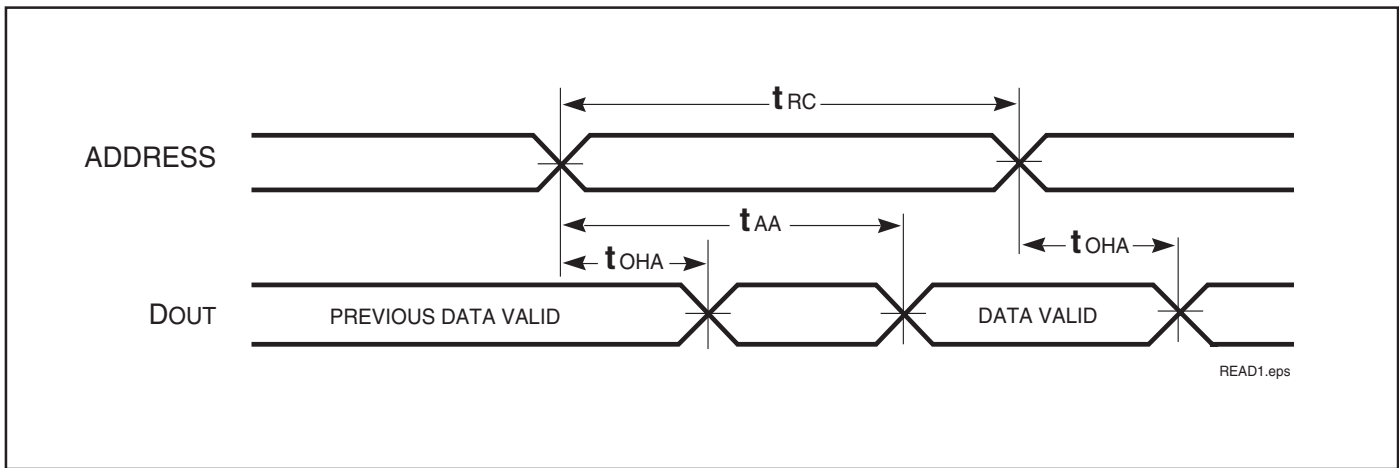 tRC
ADDRESS
tAA
tOHA
tOHA
DOUT
PREVIOUS DATA VALID
DATA VALID
READ1.eps